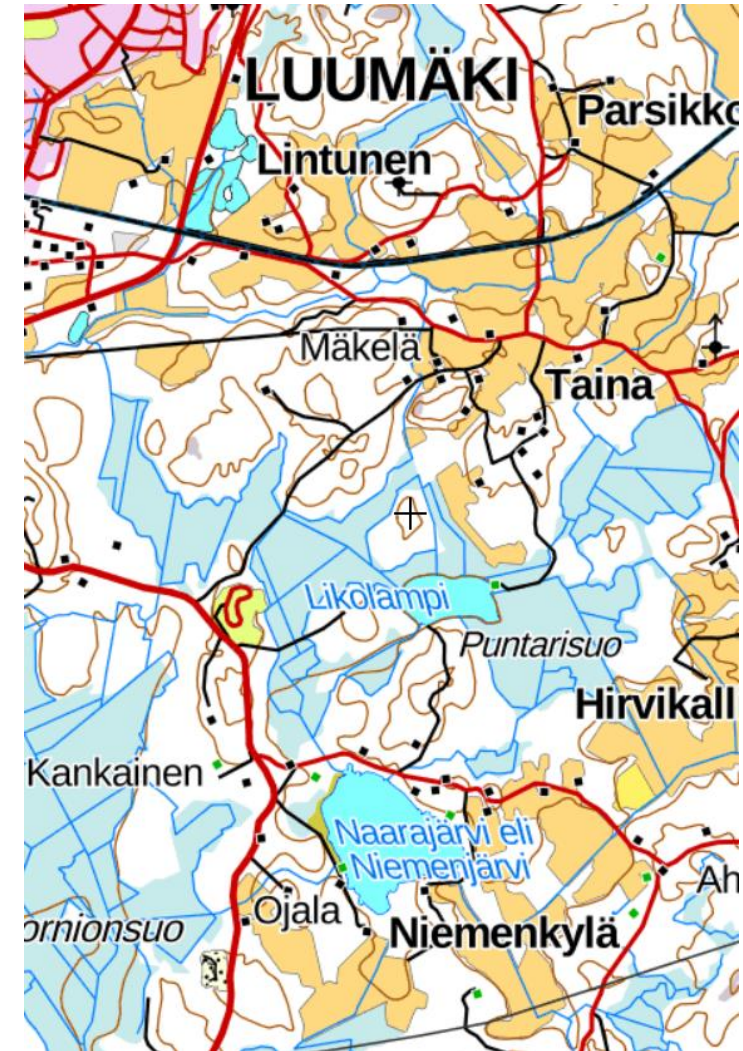 LUUMÄKI
Parsikko
Lintunen
Mäkelä
Taina
Likolampi
Puntarisuo
Hirvikall
Kankainen
Naarajärvi eli
Niemenjärvi
Ah
Ojala
ornionsuo
Niemenkylä